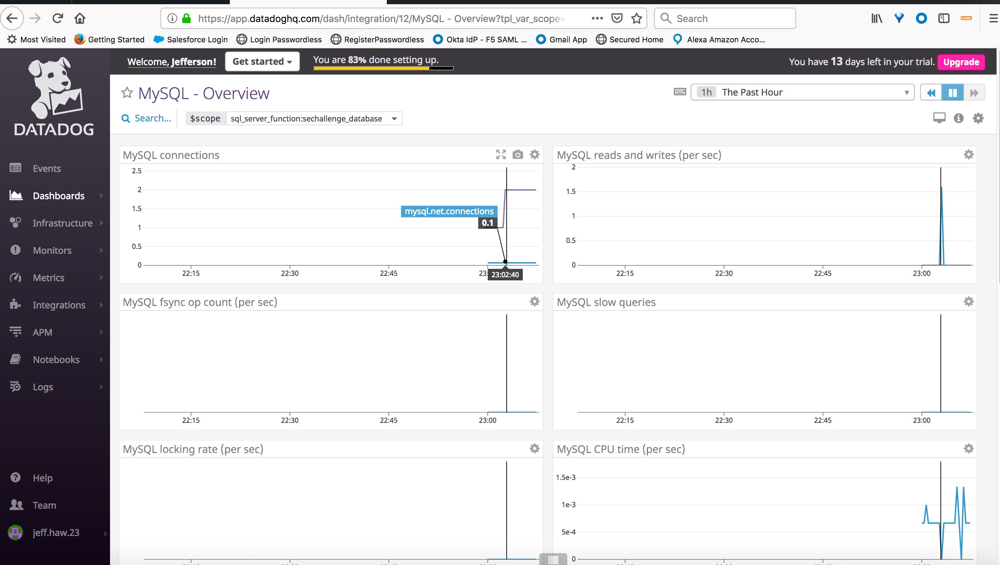 https://app.datadoghq.com/dash/integration/12/MySQL - Overview?tpl_var_scope=
Search
SAML
Most Visited
Getting Started
Salesforce Login
Login Passwordless
RegisterPasswordless
Okta IdP - F5 SAML ...
Gmail App
Secured Home
Alexa Amazon Acco...
DATADOG
Welcome, Jefferson!
Get started
You are 83% done setting up.
You have 13 days left in your trial.
Upgrade
MySQL - Overview
1h The Past Hour
Search...
$scope sql_server_function:sechallenge_database
Events
Dashboards
Infrastructure
Monitors
Metrics
Integrations
APM
Notebooks
Logs
Help
Team
jeff.haw.23
MySQL connections
2.5
2
1.5
1
0.5
0
mysql.net.connections
0.1
22:15 22:30 22:45
23:02:40
MySQL reads and writes (per sec)
2
1.5
1
0.5
0
22:15 22:30 22:45 23:00
MySQL fsync op count (per sec)
22:15 22:30 22:45 23:00
MySQL slow queries
22:15 22:30 22:45 23:00
MySQL locking rate (per sec)
MySQL CPU time (per sec)
1.5e-3
1e-3
5e-4
0